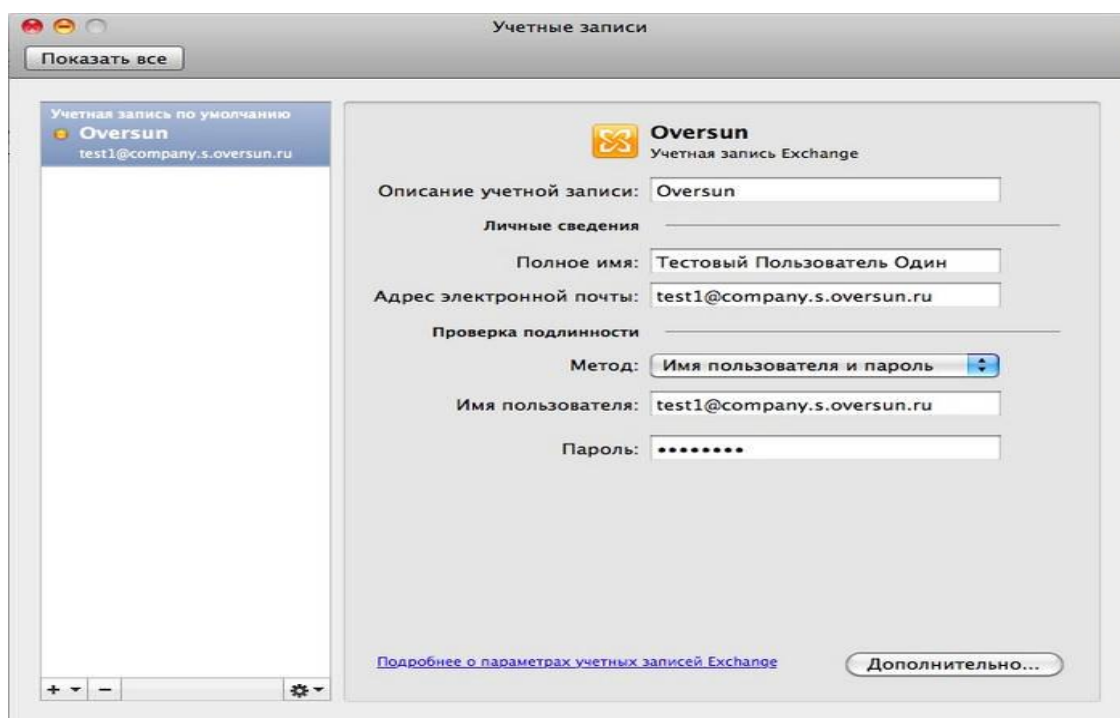 Учетные записи
Показать все
Учетная запись по умолчанию
Oversun
test1@company.s.oversun.ru
Oversun
Учетная запись Exchange
Описание учетной записи: Oversun
Личные сведения
Полное имя: Тестовый Пользователь Один
Адрес электронной почты: test1@company.s.oversun.ru
Проверка подлинности
Метод: Имя пользователя и пароль
Имя пользователя: test1@company.s.oversun.ru
Пароль: ••••••••
Подробнее о параметрах учетных записей Exchange
Дополнительно...